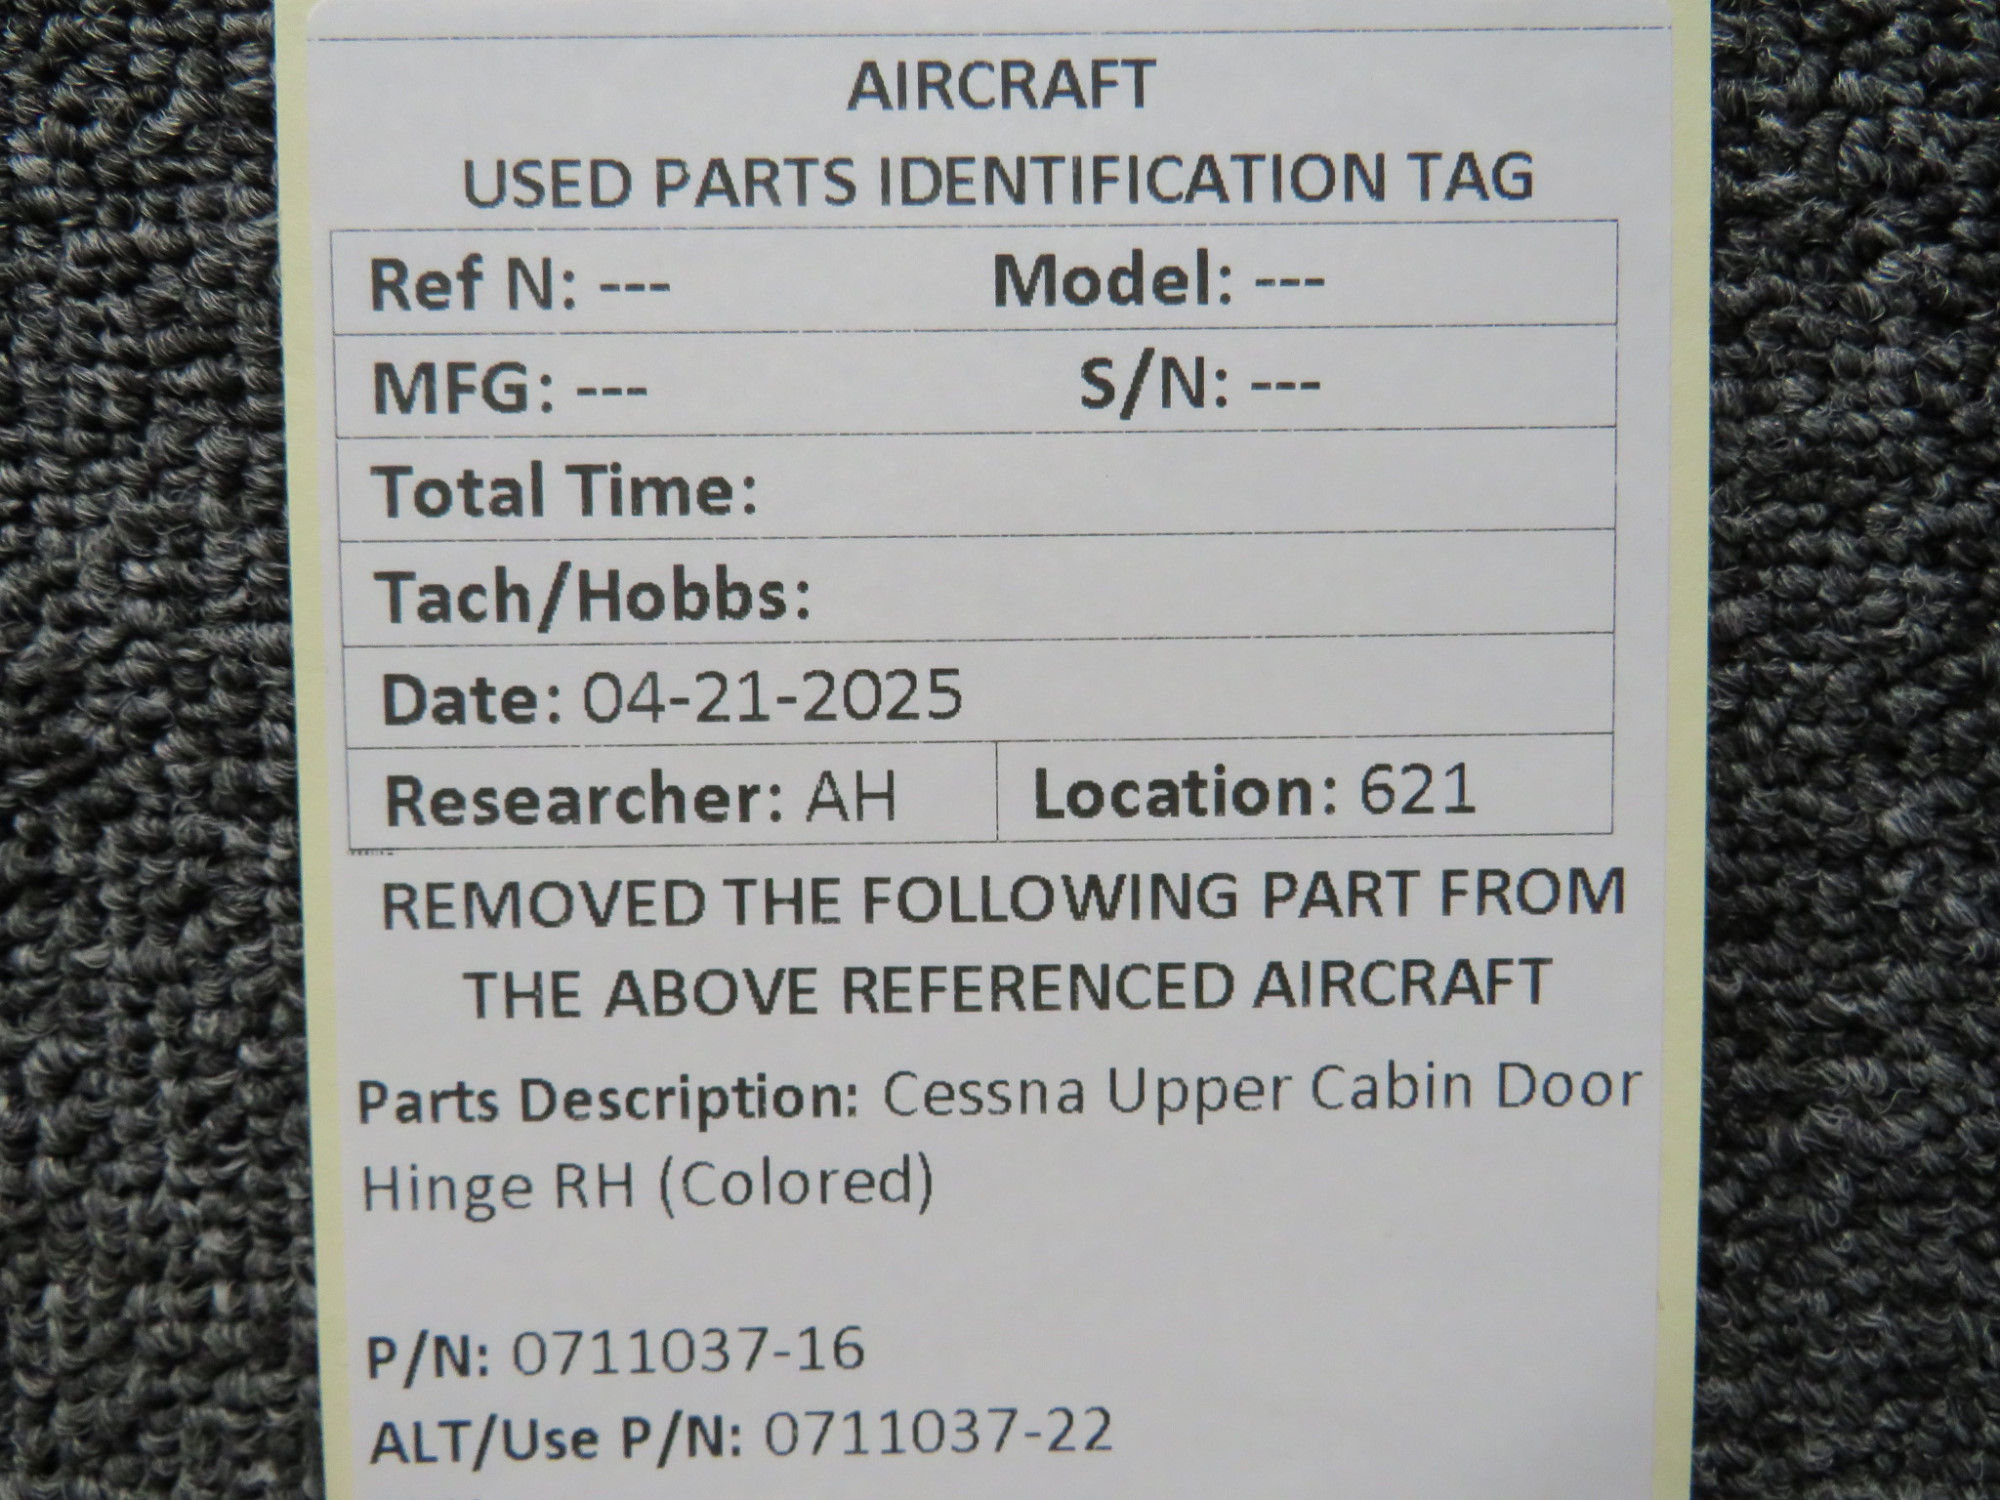 AIRCRAFT
USED PARTS IDENTIFICATION TAG
Ref N: --- Model: ---
MFG: --- S/N: ---
Total Time:
Tach/Hobbs:
Date: 04-21-2025
Researcher: AH Location: 621
REMOVED THE FOLLOWING PART FROM
THE ABOVE REFERENCED AIRCRAFT
Parts Description: Cessna Upper Cabin Door
Hinge RH (Colored)
P/N: 0711037-16
ALT/Use P/N: 0711037-22